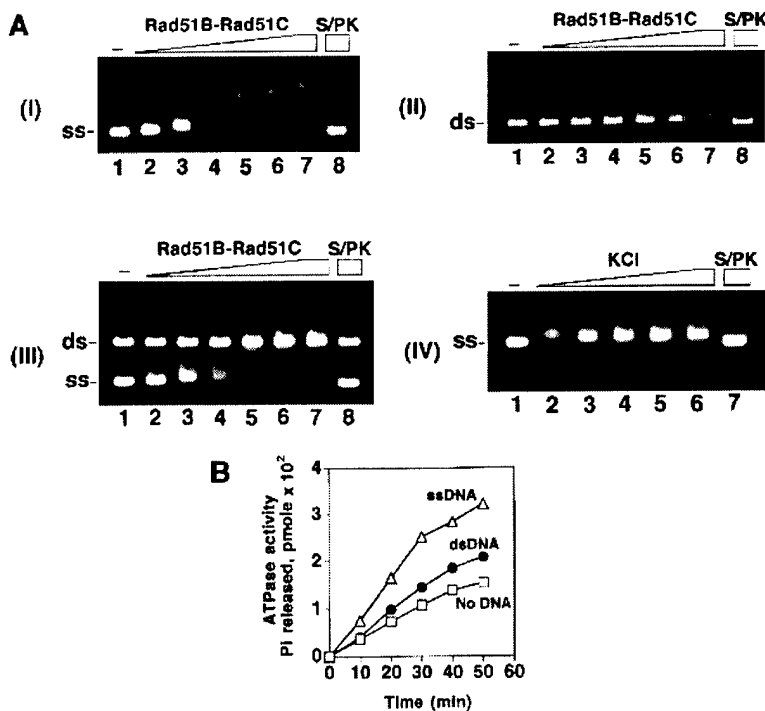 A
Rad51B-Rad51C S/PK
–
(I)
ss-
1 2 3 4 5 6 7 8
Rad51B-Rad51C S/PK
–
(II)
ds-
1 2 3 4 5 6 7 8
Rad51B-Rad51C S/PK
–
(III)
ds-
ss-
1 2 3 4 5 6 7 8
KCl S/PK
–
(IV)
ss-
1 2 3 4 5 6 7
B
ATPase activity
Pi released, pmole x 10²
4
3
2
1
0
ssDNA
dsDNA
No DNA
0 10 20 30 40 50 60
Time (min)